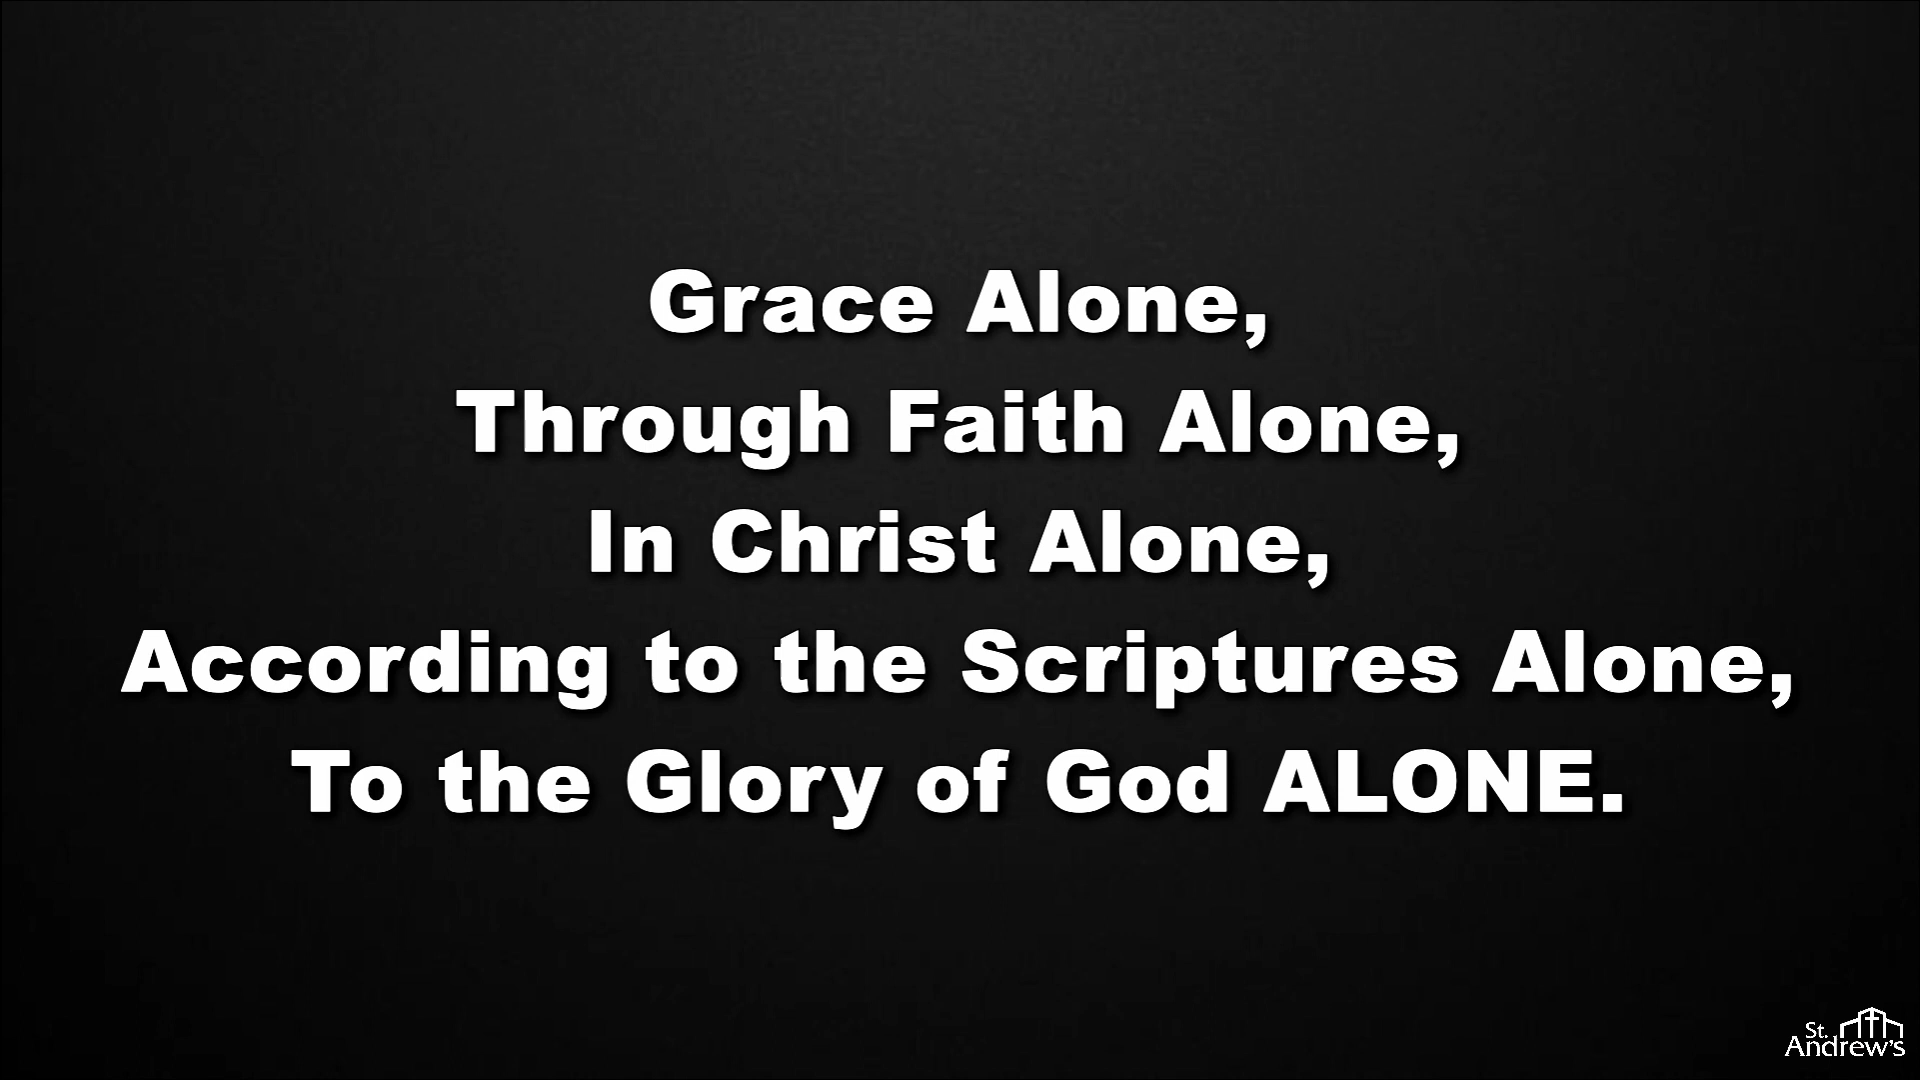 Grace Alone,
Through Faith Alone,
In Christ Alone,
According to the Scriptures Alone,
To the Glory of God ALONE.
St.
Andrew's